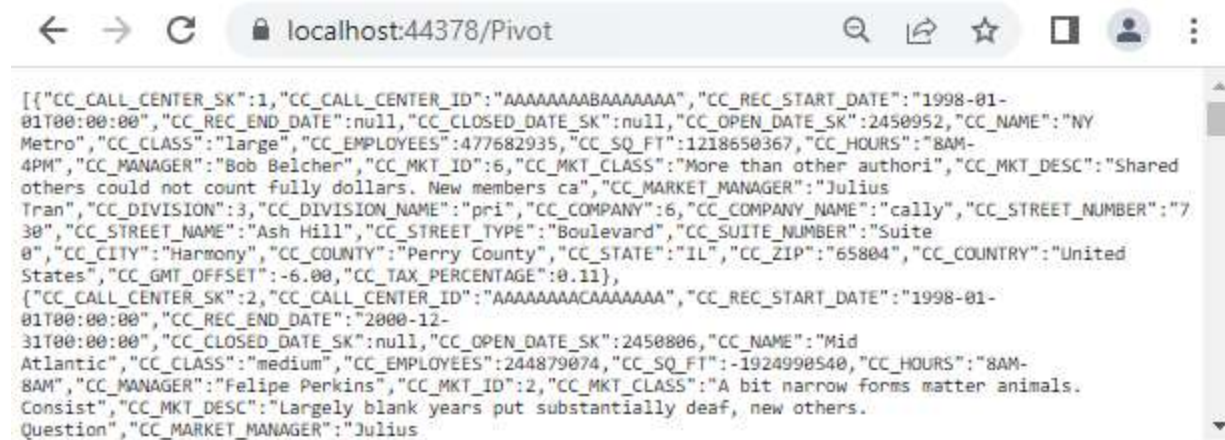 localhost:44378/Pivot
[{"CC_CALL_CENTER_SK":1,"CC_CALL_CENTER_ID":"AAAAAAAABAAAAAAA","CC_REC_START_DATE":"1998-01-
01T00:00:00","CC_REC_END_DATE":null,"CC_CLOSED_DATE_SK":null,"CC_OPEN_DATE_SK":2450952,"CC_NAME":"NY
Metro","CC_CLASS":"large","CC_EMPLOYEES":477682935,"CC_SQ_FT":1218650367,"CC_HOURS":"8AM-
4PM","CC_MANAGER":"Bob Belcher","CC_MKT_ID":6,"CC_MKT_CLASS":"More than other authori","CC_MKT_DESC":"Shared
others could not count fully dollars. New members ca","CC_MARKET_MANAGER":"Julius
Tran","CC_DIVISION":3,"CC_DIVISION_NAME":"pri","CC_COMPANY":6,"CC_COMPANY_NAME":"cally","CC_STREET_NUMBER":"7
30","CC_STREET_NAME":"Ash Hill","CC_STREET_TYPE":"Boulevard","CC_SUITE_NUMBER":"Suite
0","CC_CITY":"Harmony","CC_COUNTY":"Perry County","CC_STATE":"IL","CC_ZIP":"65804","CC_COUNTRY":"United
States","CC_GMT_OFFSET":-6.00,"CC_TAX_PERCENTAGE":0.11},
{"CC_CALL_CENTER_SK":2,"CC_CALL_CENTER_ID":"AAAAAAAACAAAAAAA","CC_REC_START_DATE":"1998-01-
01T00:00:00","CC_REC_END_DATE":"2000-12-
31T00:00:00","CC_CLOSED_DATE_SK":null,"CC_OPEN_DATE_SK":2450806,"CC_NAME":"Mid
Atlantic","CC_CLASS":"medium","CC_EMPLOYEES":244879074,"CC_SQ_FT":-1924990540,"CC_HOURS":"8AM-
8AM","CC_MANAGER":"Felipe Perkins","CC_MKT_ID":2,"CC_MKT_CLASS":"A bit narrow forms matter animals.
Consist","CC_MKT_DESC":"Largely blank years put substantially deaf, new others.
Question","CC_MARKET_MANAGER":"Julius